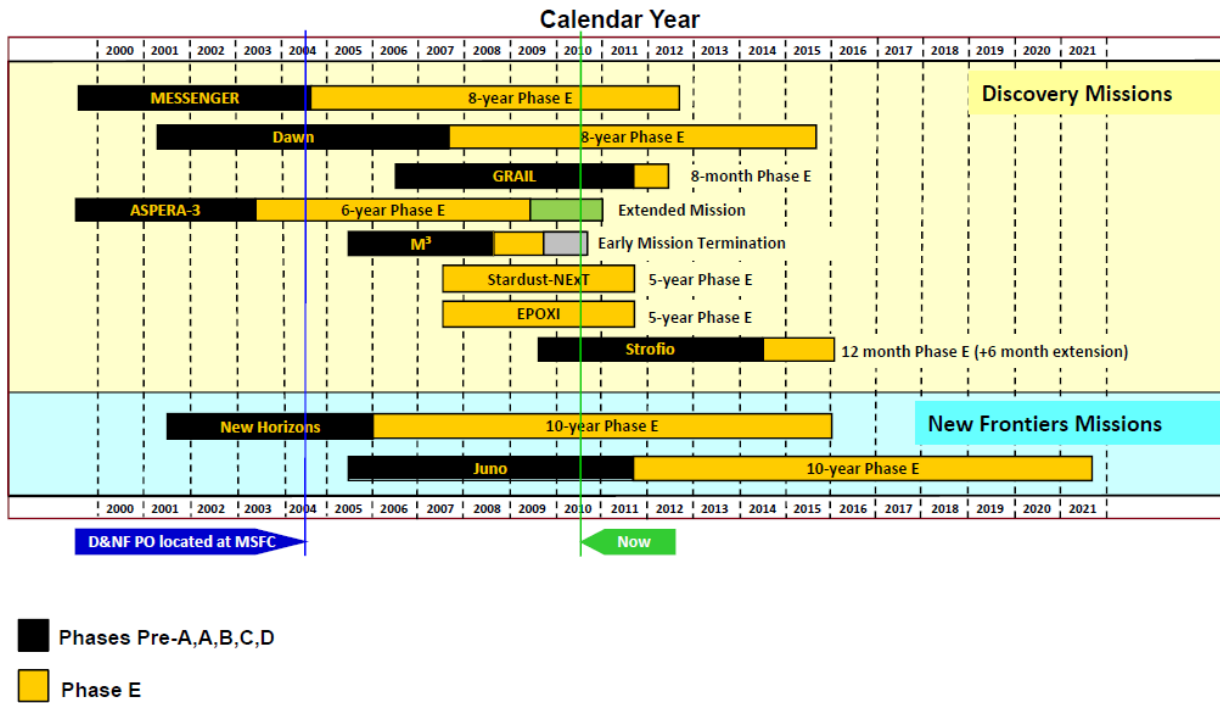 Calendar Year
2000 2001 2002 2003 2004 2005 2006 2007 2008 2009 2010 2011 2012 2013 2014 2015 2016 2017 2018 2019 2020 2021
Discovery Missions
MESSENGER 8-year Phase E
Dawn 8-year Phase E
GRAIL 8-month Phase E
ASPERA-3 6-year Phase E Extended Mission
M³ Early Mission Termination
Stardust-NExT 5-year Phase E
EPOXI 5-year Phase E
Strofio 12 month Phase E (+6 month extension)
New Frontiers Missions
New Horizons 10-year Phase E
Juno 10-year Phase E
2000 2001 2002 2003 2004 2005 2006 2007 2008 2009 2010 2011 2012 2013 2014 2015 2016 2017 2018 2019 2020 2021
D&NF PO located at MSFC Now
Phases Pre-A,A,B,C,D
Phase E